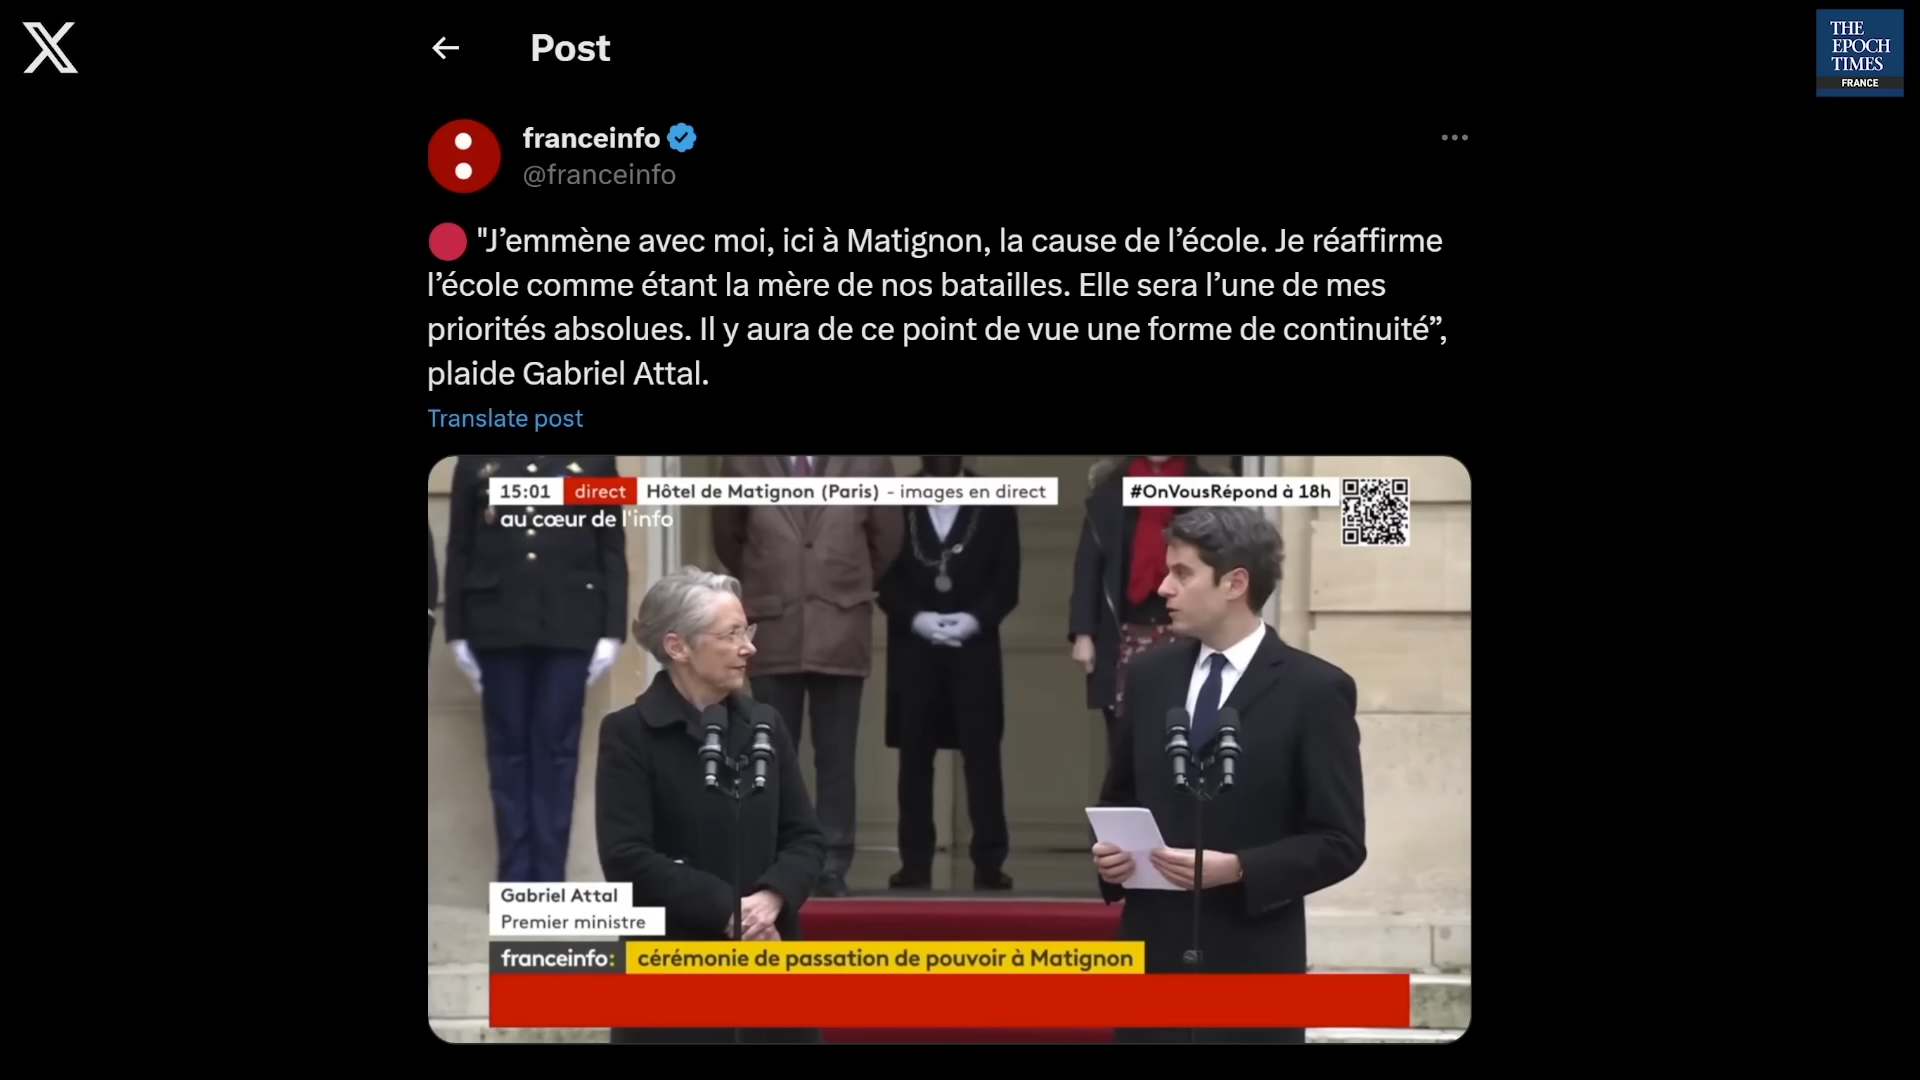 Post
THE
EPOCH
TIMES
FRANCE
franceinfo
@franceinfo
"J’emmène avec moi, ici à Matignon, la cause de l’école. Je réaffirme
l’école comme étant la mère de nos batailles. Elle sera l’une de mes
priorités absolues. Il y aura de ce point de vue une forme de continuité”,
plaide Gabriel Attal.
Translate post
15:01 direct Hôtel de Matignon (Paris) - images en direct
#OnVousRépond à 18h
au cœur de l'info
Gabriel Attal
Premier ministre
franceinfo: cérémonie de passation de pouvoir à Matignon